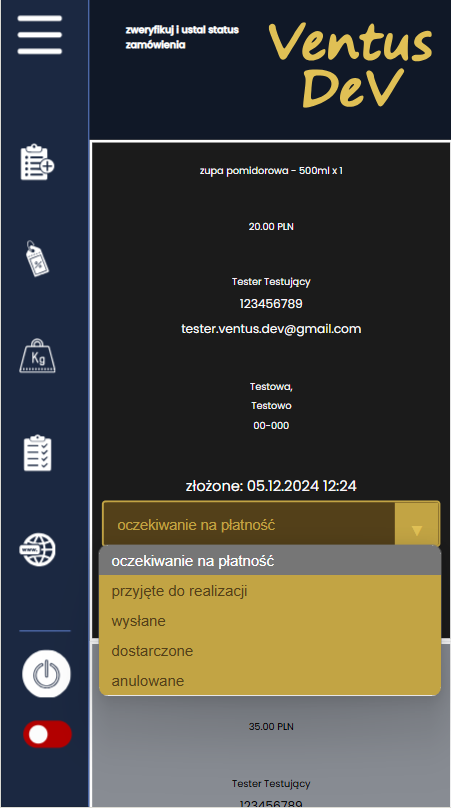 zweryfikuj i ustal status
zamówienia
Ventus
DeV
zupa pomidorowa - 500ml x 1
20.00 PLN
Tester Testujący
123456789
tester.ventus.dev@gmail.com
Testowa,
Testowo
00-000
złożone: 05.12.2024 12:24
oczekiwanie na płatność
oczekiwanie na płatność
przyjęte do realizacji
wysłane
dostarczone
anulowane
35.00 PLN
Tester Testujący
123456789
%
Kg
www.